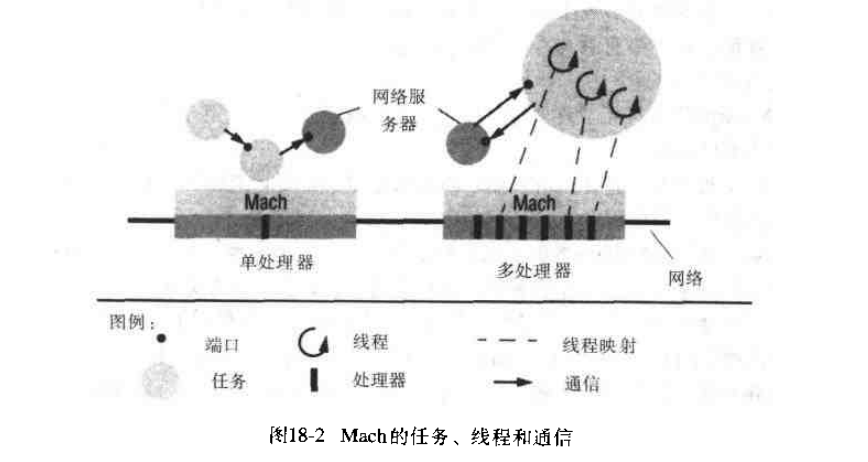 网络服
务器
Mach
Mach
单处理器
多处理器
网络
图例：
端口
线程
线程映射
任务
处理器
通信
图18-2 Mach的任务、线程和通信